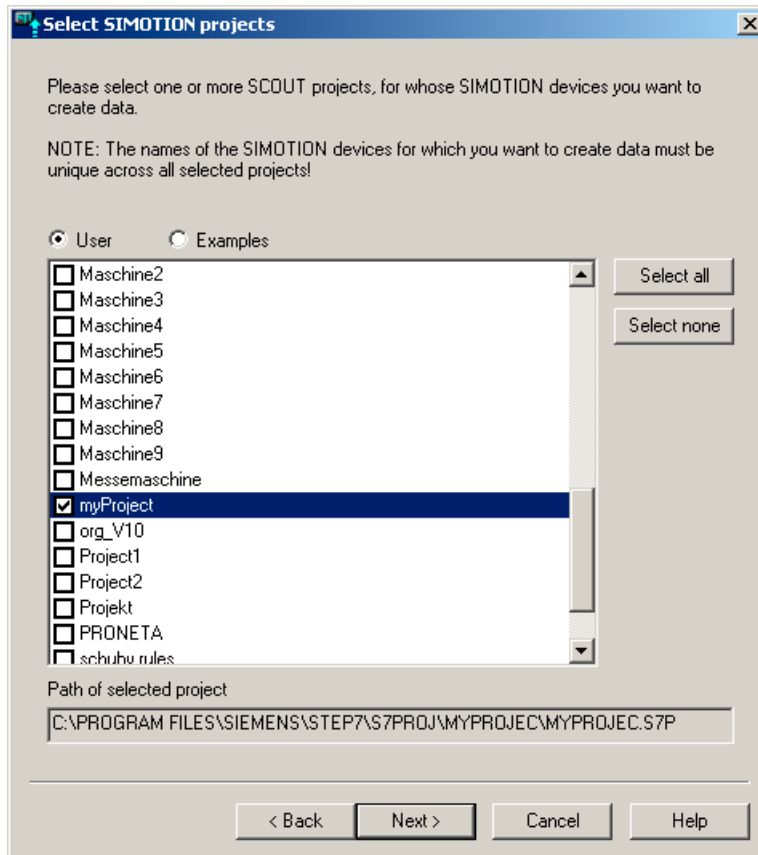 Select SIMOTION projects
Please select one or more SCOUT projects, for whose SIMOTION devices you want to
create data.
NOTE: The names of the SIMOTION devices for which you want to create data must be
unique across all selected projects!
User Examples
Maschine2
Maschine3
Maschine4
Maschine5
Maschine6
Maschine7
Maschine8
Maschine9
Messemaschine
myProject
org_V10
Project1
Project2
Projekt
PRONETA
schuby rules
Select all
Select none
Path of selected project
C:\PROGRAM FILES\SIEMENS\STEP7\S7PROJ\MYPROJEC\MYPROJEC.S7P
< Back Next > Cancel Help